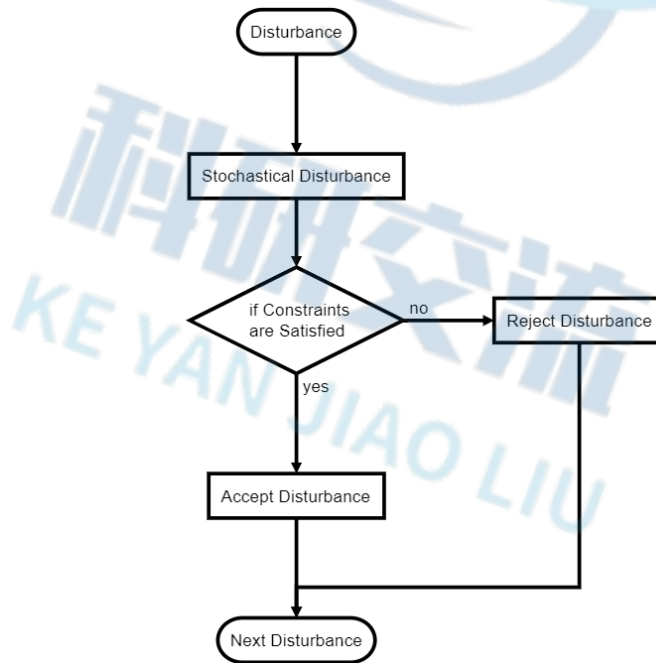 Disturbance
Stochastical Disturbance
if Constraints
are Satisfied
no
Reject Disturbance
yes
Accept Disturbance
Next Disturbance
科研交流
KE YAN JIAO LIU